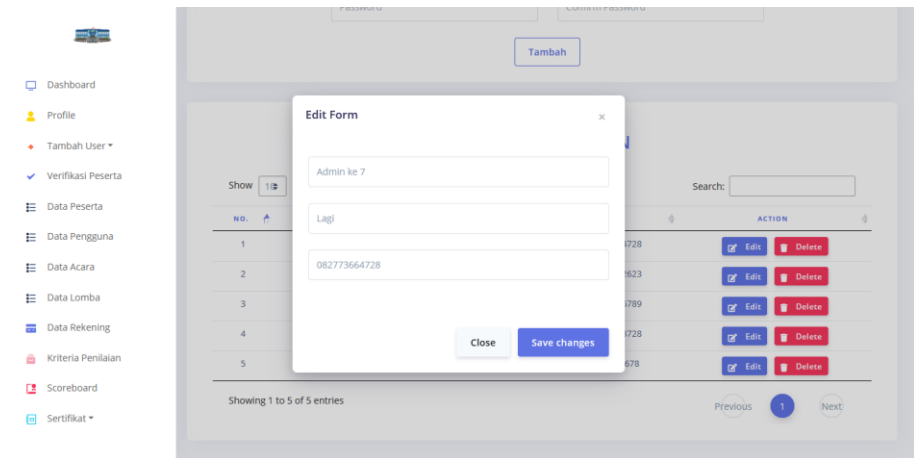 Password
Confirm Password
Tambah
Dashboard
Profile
Tambah User
Verifikasi Peserta
Data Peserta
Data Pengguna
Data Acara
Data Lomba
Data Rekening
Kriteria Penilaian
Scoreboard
Sertifikat
Edit Form
×
Admin ke 7
Lagi
082773664728
Close
Save changes
N
Show
Search:
NO.
ACTION
1
4728
Edit
Delete
2
2623
Edit
Delete
3
Edit
Delete
4
Edit
Delete
5
678
Edit
Delete
Showing 1 to 5 of 5 entries
Previous
1
Next